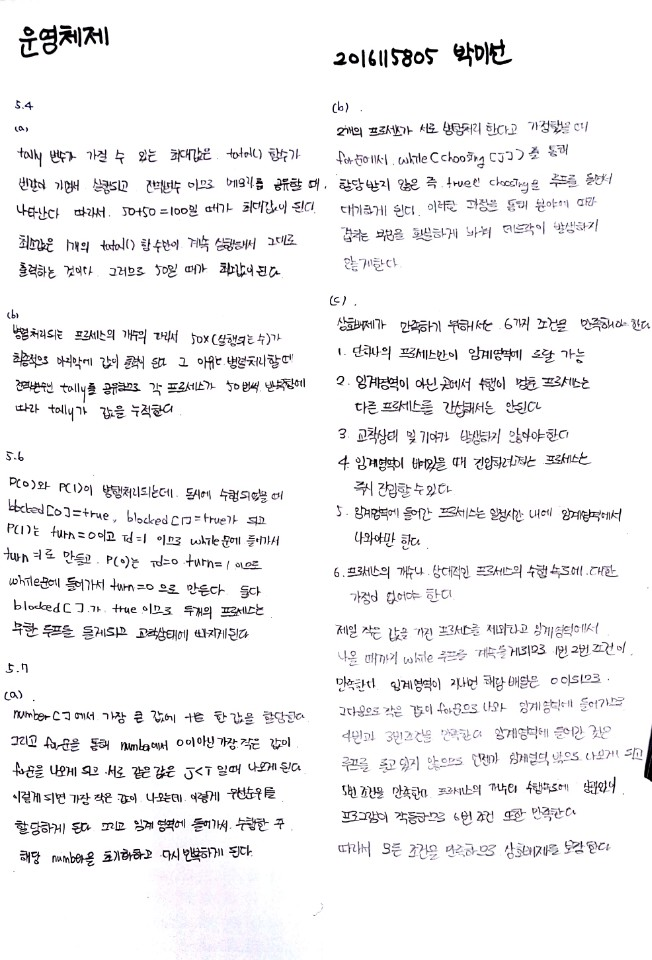 운영체제
2016115805 박미선
5.4
(a)
tally 변수가 가질 수 있는 최대값은 total() 함수가
번갈아 가면서 실행되고 전역변수 이므로 메모리를 공유할 때,
나타난다 따라서. 50+50=100일 때가 최대값이 된다.
최소값은 1개의 total() 함수만이 계속 실행해서 그대로
출력하는 것이다. 그러므로 50일 때가 최소값이 된다.
(b)
병렬처리되는 프로세스의 개수에 따라서 50×(실행되는 수)가
최종적으로 마지막에 값이 출력이 된다 그 이유는 병렬처리할 때
전역변수인 tally를 공유하므로 각 프로세스가 50번씩 반복함에
따라 tally가 값을 누적한다.
5.6
P(0)와 P(1)이 병행처리되는데. 동시에 수행되었을 때
blocked[0]=true, blocked[1]=true가 되고
P(1)는 turn=0이고 id=1 이므로 while문에 들어가서
turn=1로 만들고. P(0)는 id=0 turn=1 이므로
while문에 들어가서 turn=0 으로 만든다. 둘다
blocked[]가 true 이므로 두개의 프로세스는
무한 루프를 돌게되고 교착상태에 빠지게된다
5.7
(a).
number[]에서 가장 큰 값에 +1을 한 값을 할당한다.
그리고 for문을 통해 number에서 0이아닌 가장 작은 값이
for문을 나오게 되고 서로 같은 값은 j<i 일때 나오게 된다.
이렇게 되면 가장 작은 값이 나오는데. 이렇게 우선순위를
할당하게 된다 그리고 임계 영역에 들어가서. 수행한 후
해당 number을 초기화하고 다시 반복하게 된다.
(b).
2개의 프로세스가 서로 병렬처리 한다고 가정했을 때
for문에서. while(choosing[j]) 를 통해
할당 받지 않은 즉. true인 choosing은 루프를 돌면서
대기하게 된다. 이러한 과정을 통해
겹치는 부분을 확실하게 데드락이 발생하지
않게한다.
(c).
상호배제가 만족하기 위해서는. 6가지 조건을 만족해야 한다
1. 단하나의 프로세스만이 임계영역에 도달 가능
2. 임계영역이 아닌 곳에서 수행이 멈춘 프로세스는
다른 프로세스를 간섭해서는 안된다
3. 교착상태 및 기아가 발생하지 않아야한다
4. 임계영역이 비어있을 때 진입하려하는 프로세스는
즉시 진입할 수 있다
5. 임계영역에 들어간 프로세스는 일정시간 내에 임계영역에서
나와야만 한다.
6. 프로세스의 개수나. 상대적인 프로세스의 수행 속도에. 대한
가정이 없어야 한다
제일 작은 값을 가진 프로세스를 제외하고 임계영역에서
나올 때까지 while 루프를 계속돌게되므로 1번 2번 조건이.
만족한다. 임계영역이 지나면 해당 배열은 0이되므로.
그다음으로 작은 값이 for문으로 나와 임계영역에 들어가므로
4번과 3번조건을 만족한다 임계영역에 들어간 것은
루프를 돌고 있지 않으므로 언젠가 나오게 되고
5번 조건을 만족한다. 프로세스의 개수와 수행속도에 상관없이
프로그램이 작동하므로 6번 조건 또한 만족한다
따라서 모든 조건을 만족하므로 상호배제를 보장한다.